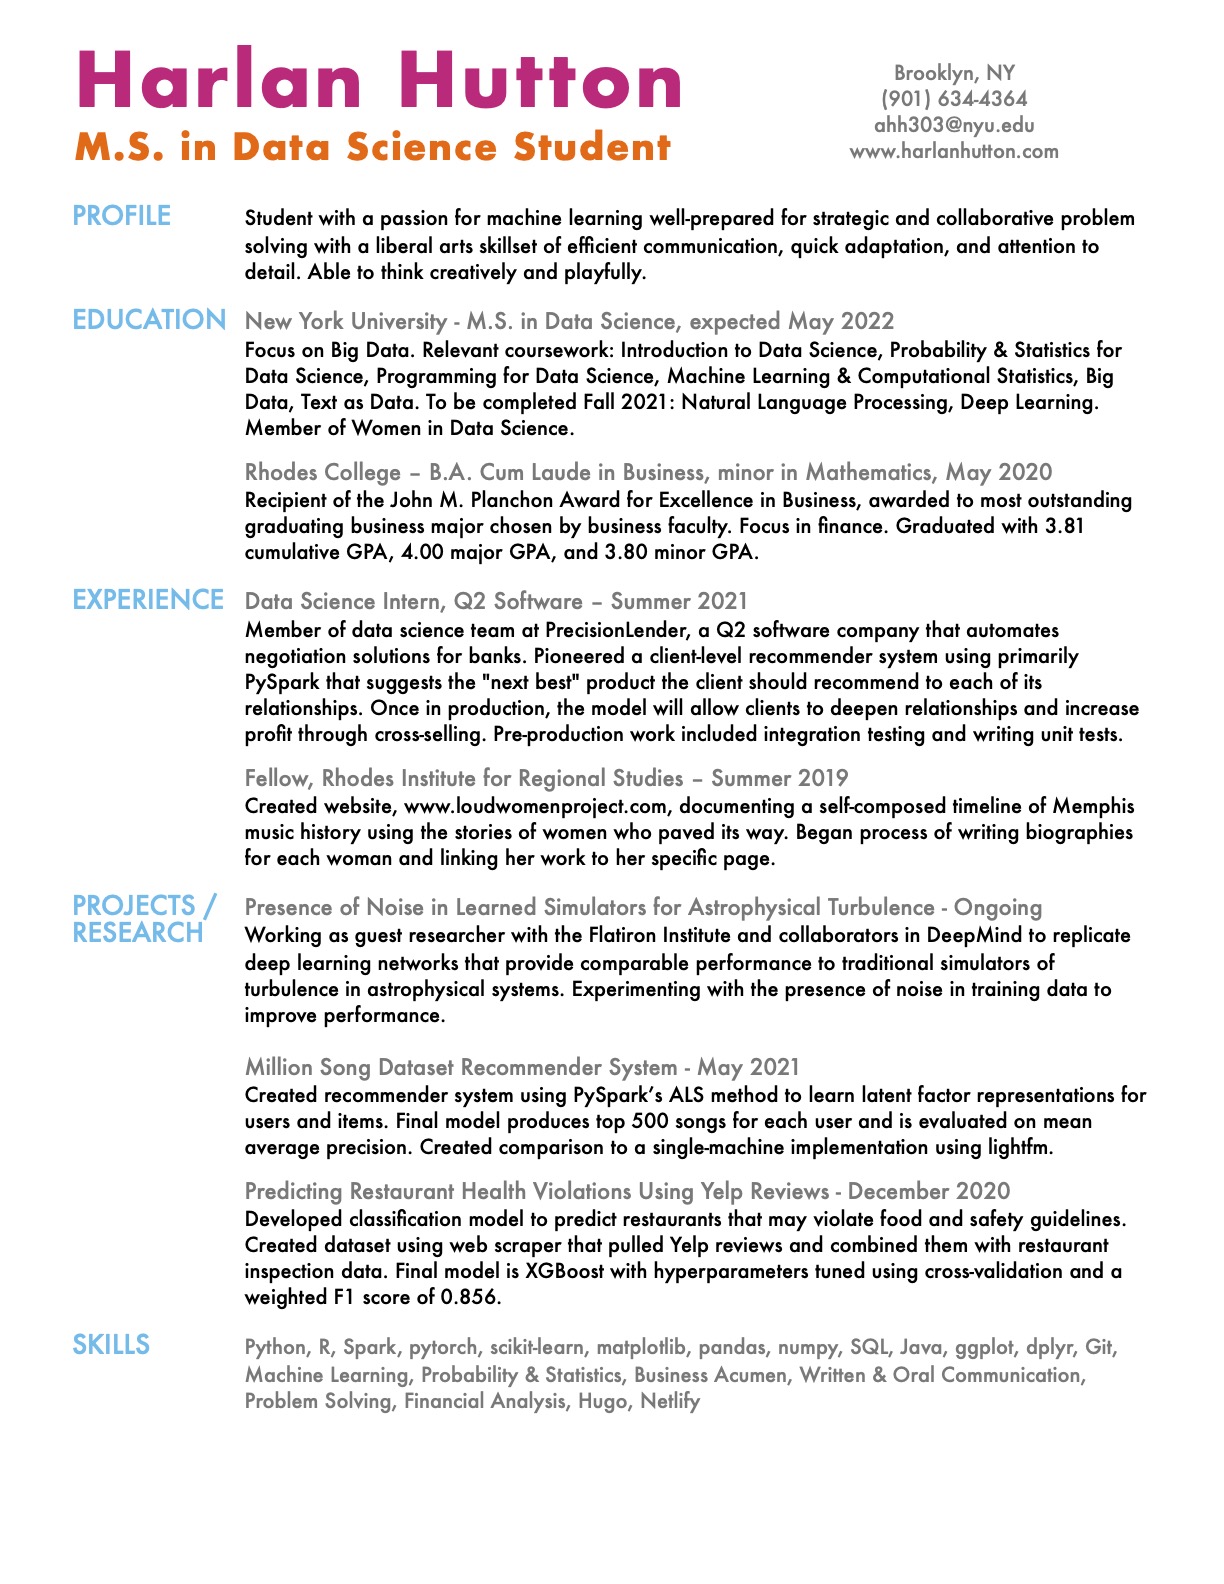 Harlan Hutton
M.S. in Data Science Student
Brooklyn, NY
(901) 634-4364
ahh303@nyu.edu
www.harlanhutton.com
PROFILE
Student with a passion for machine learning well-prepared for strategic and collaborative problem
solving with a liberal arts skillset of efficient communication, quick adaptation, and attention to
detail. Able to think creatively and playfully.
EDUCATION
New York University - M.S. in Data Science, expected May 2022
Focus on Big Data. Relevant coursework: Introduction to Data Science, Probability & Statistics for
Data Science, Programming for Data Science, Machine Learning & Computational Statistics, Big
Data, Text as Data. To be completed Fall 2021: Natural Language Processing, Deep Learning.
Member of Women in Data Science.
Rhodes College – B.A. Cum Laude in Business, minor in Mathematics, May 2020
Recipient of the John M. Planchon Award for Excellence in Business, awarded to most outstanding
graduating business major chosen by business faculty. Focus in finance. Graduated with 3.81
cumulative GPA, 4.00 major GPA, and 3.80 minor GPA.
EXPERIENCE
Data Science Intern, Q2 Software – Summer 2021
Member of data science team at PrecisionLender, a Q2 software company that automates
negotiation solutions for banks. Pioneered a client-level recommender system using primarily
PySpark that suggests the "next best" product the client should recommend to each of its
relationships. Once in production, the model will allow clients to deepen relationships and increase
profit through cross-selling. Pre-production work included integration testing and writing unit tests.
Fellow, Rhodes Institute for Regional Studies – Summer 2019
Created website, www.loudwomenproject.com, documenting a self-composed timeline of Memphis
music history using the stories of women who paved its way. Began process of writing biographies
for each woman and linking her work to her specific page.
PROJECTS /
RESEARCH
Presence of Noise in Learned Simulators for Astrophysical Turbulence - Ongoing
Working as guest researcher with the Flatiron Institute and collaborators in DeepMind to replicate
deep learning networks that provide comparable performance to traditional simulators of
turbulence in astrophysical systems. Experimenting with the presence of noise in training data to
improve performance.
Million Song Dataset Recommender System - May 2021
Created recommender system using PySpark’s ALS method to learn latent factor representations for
users and items. Final model produces top 500 songs for each user and is evaluated on mean
average precision. Created comparison to a single-machine implementation using lightfm.
Predicting Restaurant Health Violations Using Yelp Reviews - December 2020
Developed classification model to predict restaurants that may violate food and safety guidelines.
Created dataset using web scraper that pulled Yelp reviews and combined them with restaurant
inspection data. Final model is XGBoost with hyperparameters tuned using cross-validation and a
weighted F1 score of 0.856.
SKILLS
Python, R, Spark, pytorch, scikit-learn, matplotlib, pandas, numpy, SQL, Java, ggplot, dplyr, Git,
Machine Learning, Probability & Statistics, Business Acumen, Written & Oral Communication,
Problem Solving, Financial Analysis, Hugo, Netlify